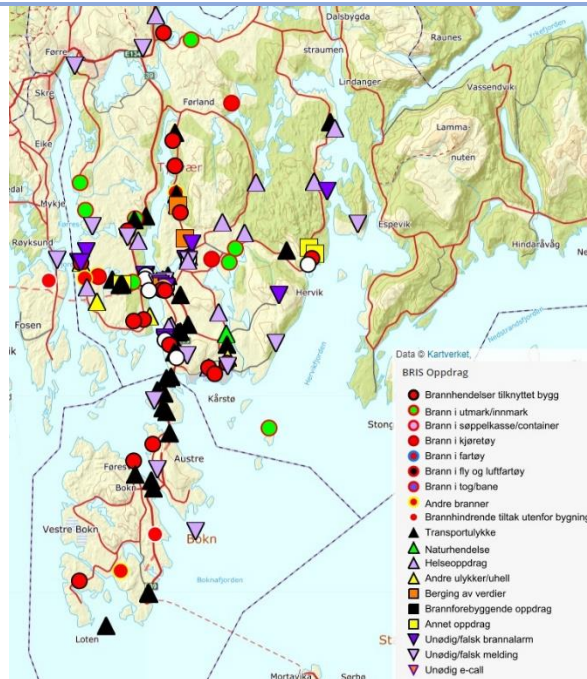 Dalsbygda
Raunes
Yrkefjorden
E134
Førre
straumen
Lindanger
Vassendvik
Skre
Førland
Lamma-
nuten
Eike
Mykje
Espevik
Røyksund
Hindaråvåg
Hervik
Fosen
Nedstrandsfjorden
Hervikfjorden
Data © Kartverket,
BRIS Oppdrag
Kårstø
Brannhendelser tilknyttet bygg
Brann i utmark/innmark
Brann i søppelkasse/container
Brann i kjøretøy
Brann i fartøy
Brann i fly og luftfartøy
Brann i tog/bane
Andre branner
Brannhindrende tiltak utenfor bygning
Transportulykke
Naturhendelse
Helseoppdrag
Andre ulykker/uhell
Berging av verdier
Brannforebyggende oppdrag
Annet oppdrag
Unødig/falsk brannalarm
Unødig/falsk melding
Unødig e-call
Austre
Vestre Bokn
Bokn
Boknafjorden
Loten
Mortavika